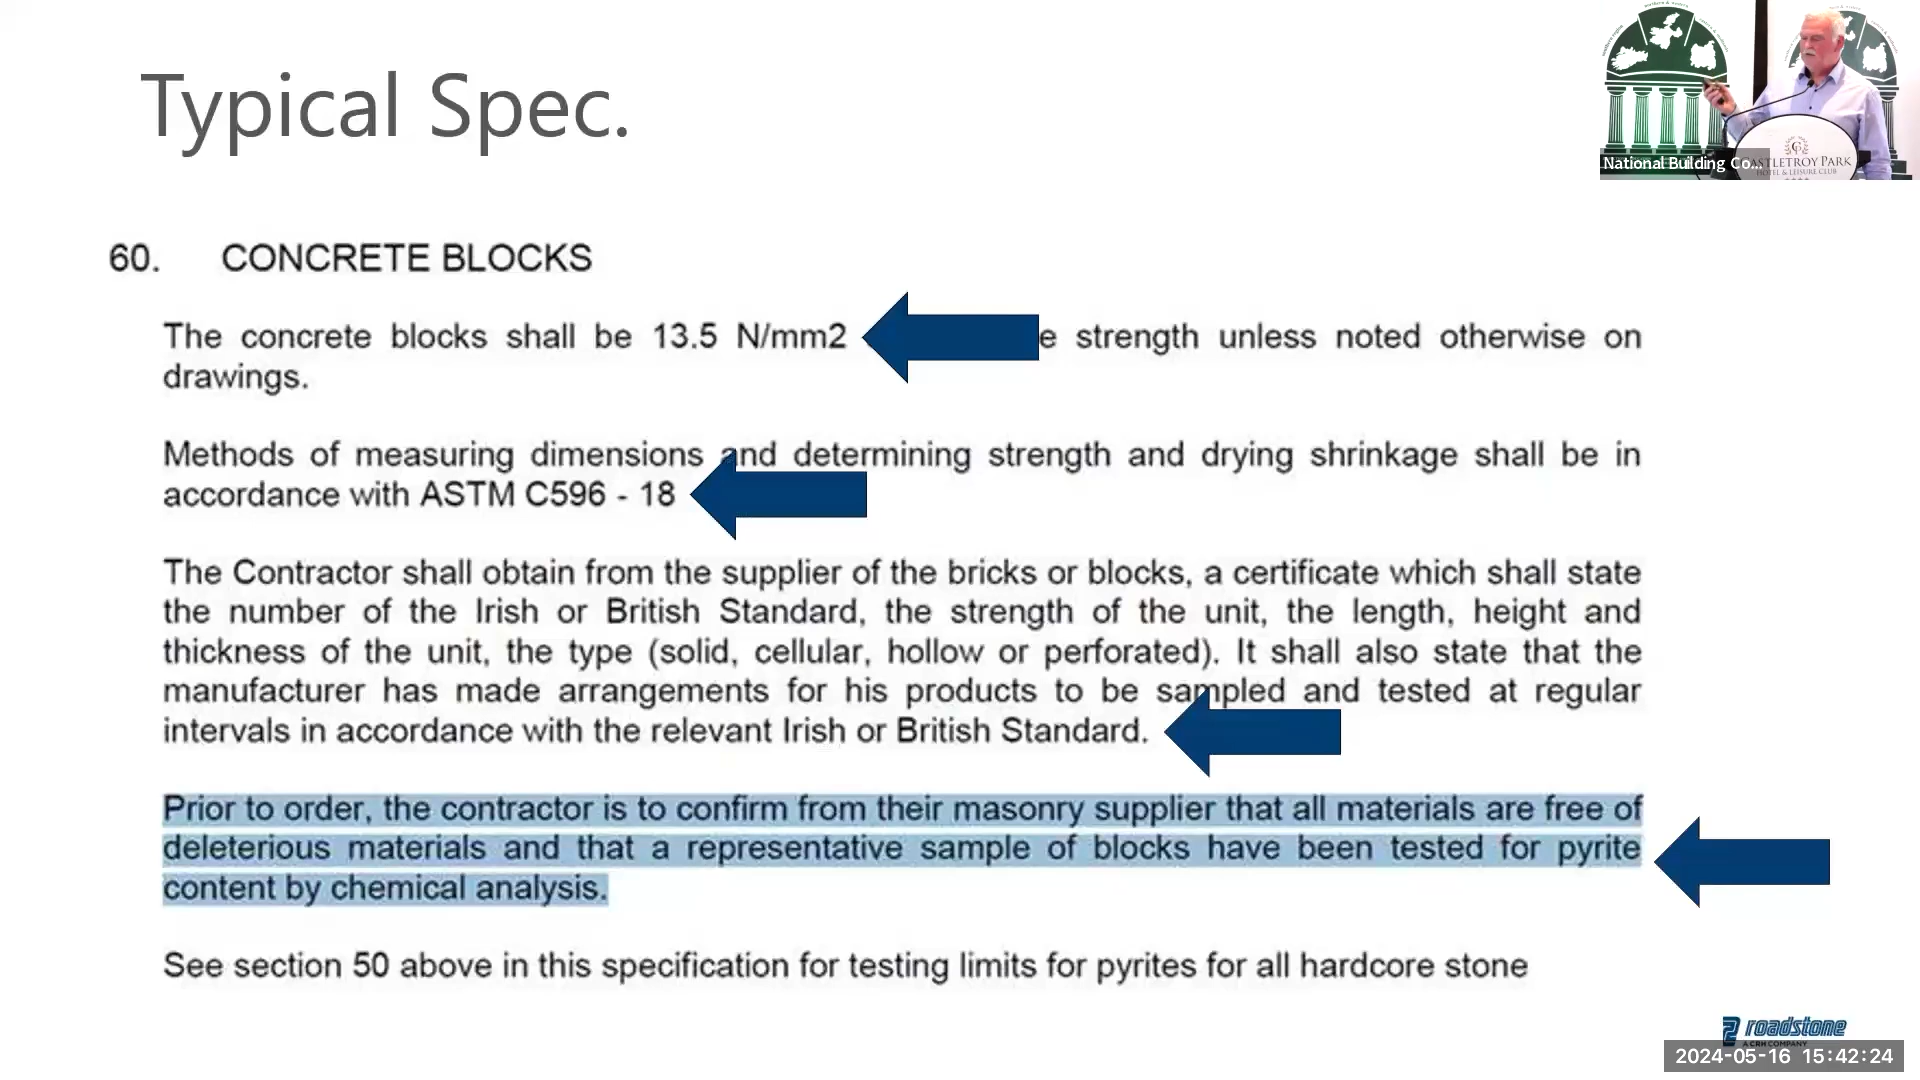 Typical Spec.
National Building Co...
CASTLETROY PARK
HOTEL & LEISURE CLUB
60. CONCRETE BLOCKS
The concrete blocks shall be 13.5 N/mm2 e strength unless noted otherwise on
drawings.
Methods of measuring dimensions and determining strength and drying shrinkage shall be in
accordance with ASTM C596 - 18
The Contractor shall obtain from the supplier of the bricks or blocks, a certificate which shall state
the number of the Irish or British Standard, the strength of the unit, the length, height and
thickness of the unit, the type (solid, cellular, hollow or perforated). It shall also state that the
manufacturer has made arrangements for his products to be sampled and tested at regular
intervals in accordance with the relevant Irish or British Standard.
Prior to order, the contractor is to confirm from their masonry supplier that all materials are free of
deleterious materials and that a representative sample of blocks have been tested for pyrite
content by chemical analysis.
See section 50 above in this specification for testing limits for pyrites for all hardcore stone
roadstone
A CRH COMPANY
2024-05-16 15:42:24